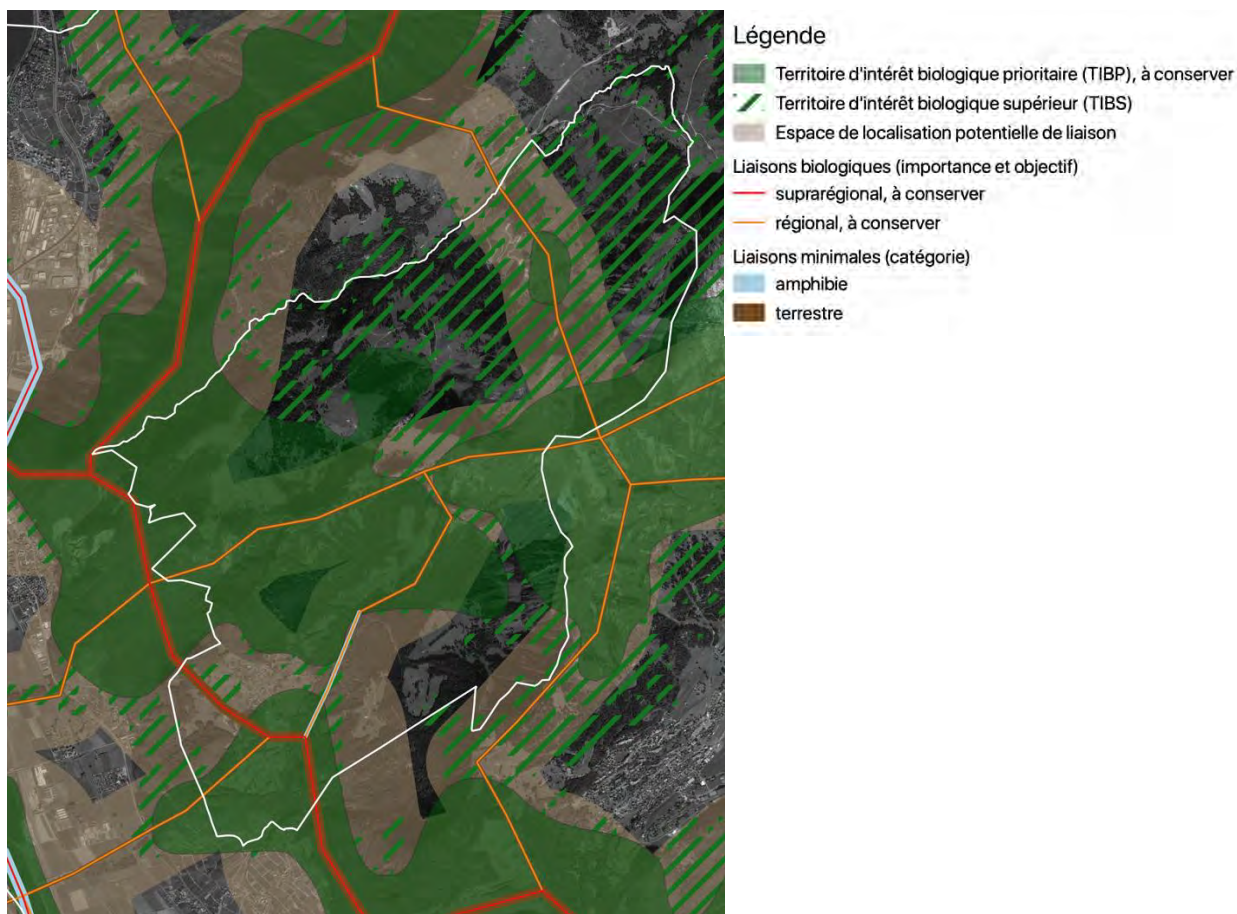 Légende
Territoire d'intérêt biologique prioritaire (TIBP), à conserver
Territoire d'intérêt biologique supérieur (TIBS)
Espace de localisation potentielle de liaison
Liaisons biologiques (importance et objectif)
suprarégional, à conserver
régional, à conserver
Liaisons minimales (catégorie)
amphibie
terrestre